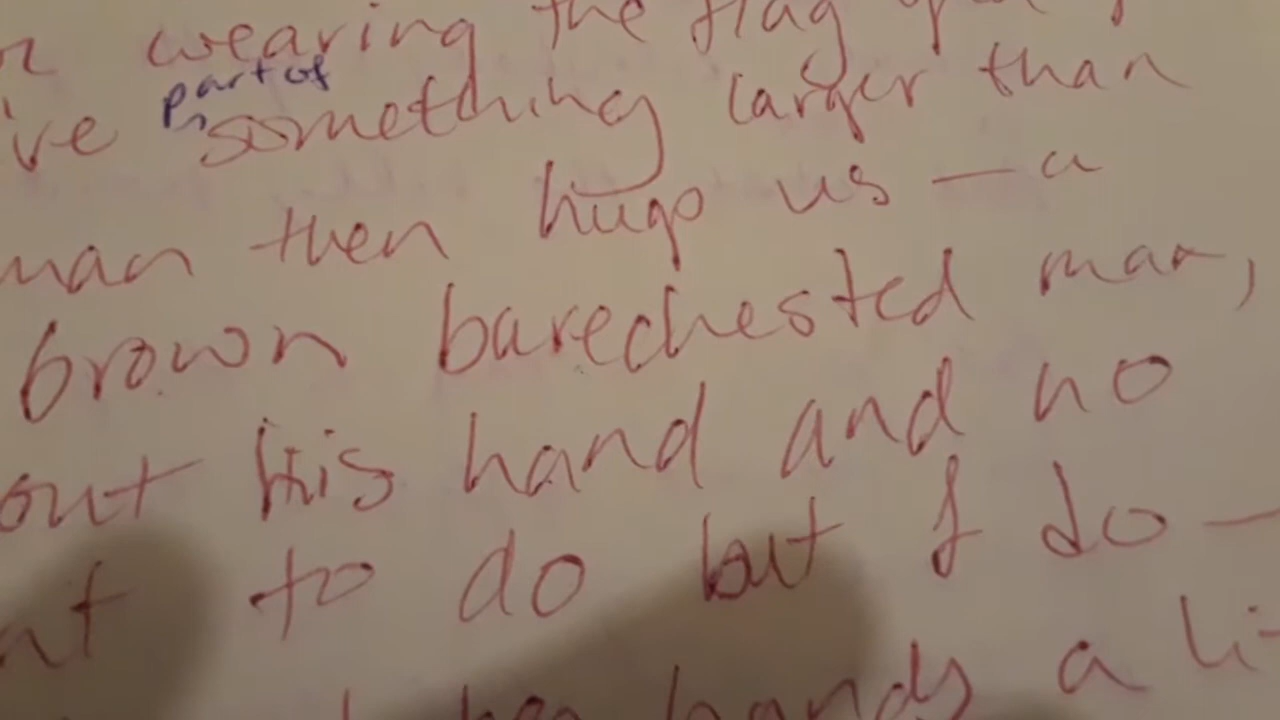 wearing the flag
part of
something larger than
man then hugs us — a
brown barechested man,
out his hand and no
to do but I do —
hands a